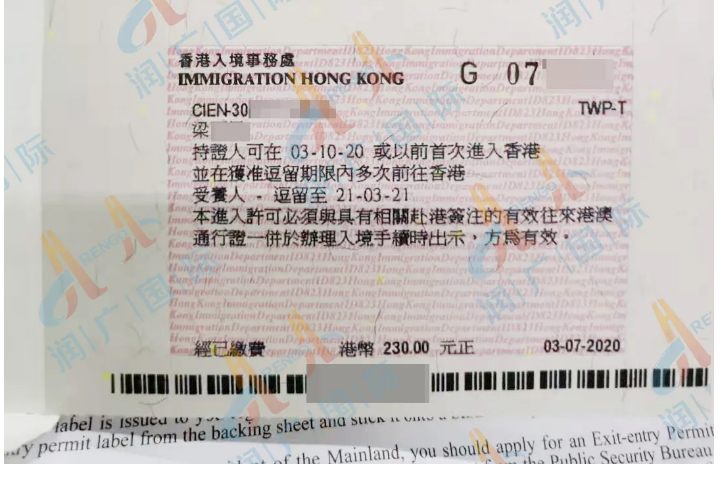 香港入境事務處
IMMIGRATION HONG KONG
G 07
CIEN-30
TWP-T
梁
持證人可在 03-10-20 或以前首次進入香港
並在獲准逗留期限內多次前往香港
受養人 - 逗留至 21-03-21
本進入許可必須與具有相關赴港簽注的有效往來港澳
通行證一併於辦理入境手續時出示，方為有效。
經已繳費 港幣 230.00 元正 03-07-2020
label is issued to
permit label from the backing sheet and stick it onto a
of the Mainland, you should apply for an Exit-entry Permit
the Public Security Bureau
润广国际
RENGO